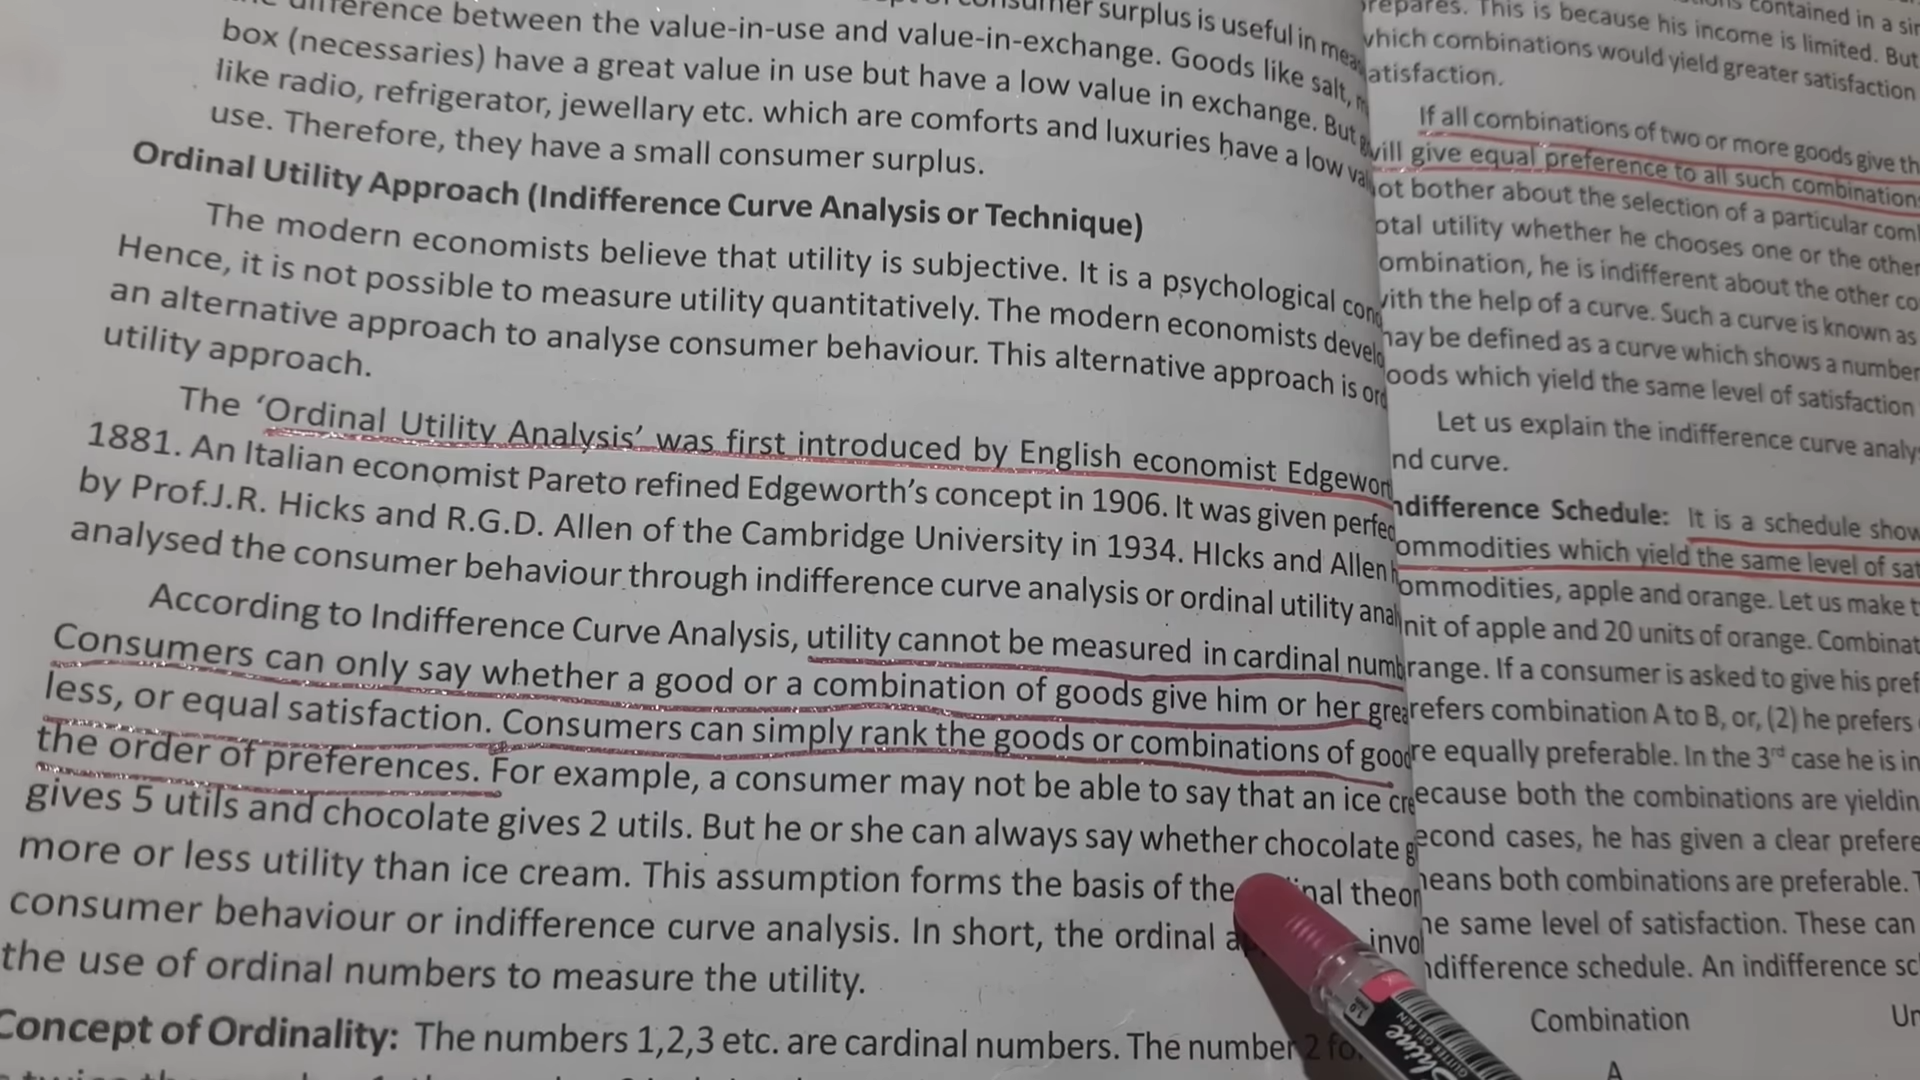 difference between the value-in-use and value-in-exchange. Goods like salt,
box (necessaries) have a great value in use but have a low value in exchange. But
like radio, refrigerator, jewellery etc. which are comforts and luxuries have a low
use. Therefore, they have a small consumer surplus.
Ordinal Utility Approach (Indifference Curve Analysis or Technique)
The modern economists believe that utility is subjective. It is a psychological
Hence, it is not possible to measure utility quantitatively. The modern economists
an alternative approach to analyse consumer behaviour. This alternative approach is
utility approach.
The ‘Ordinal Utility Analysis’ was first introduced by English economist Edgewort
1881. An Italian economist Pareto refined Edgeworth’s concept in 1906. It was given
by Prof.J.R. Hicks and R.G.D. Allen of the Cambridge University in 1934. HIcks and Allen
analysed the consumer behaviour through indifference curve analysis or ordinal utility
According to Indifference Curve Analysis, utility cannot be measured in cardinal numb
Consumers can only say whether a good or a combination of goods give him or her
less, or equal satisfaction. Consumers can simply rank the goods or combinations of
the order of preferences. For example, a consumer may not be able to say that an ice
gives 5 utils and chocolate gives 2 utils. But he or she can always say whether chocolate
more or less utility than ice cream. This assumption forms the basis of the
consumer behaviour or indifference curve analysis. In short, the ordinal
the use of ordinal numbers to measure the utility.
Concept of Ordinality: The numbers 1,2,3 etc. are cardinal numbers. The number 2
contained in a
This is because his income is limited. But
which combinations would yield greater satisfaction
If all combinations of two or more goods give
will give equal preference to all such combination
ot bother about the selection of a particular
otal utility whether he chooses one or the other
ombination, he is indifferent about the other
with the help of a curve. Such a curve is known as
may be defined as a curve which shows a number
oods which yield the same level of satisfaction
Let us explain the indifference curve
nd curve.
ndifference Schedule: It is a schedule show
ommodities which yield the same level of
ommodities, apple and orange. Let us make
nit of apple and 20 units of orange.
range. If a consumer is asked to give his
refers combination A to B, or, (2) he prefers
re equally preferable. In the 3rd case he is
ecause both the combinations are
econd cases, he has given a clear
means both combinations are preferable.
he same level of satisfaction. These can
ndifference schedule. An indifference
Combination
A
Shine